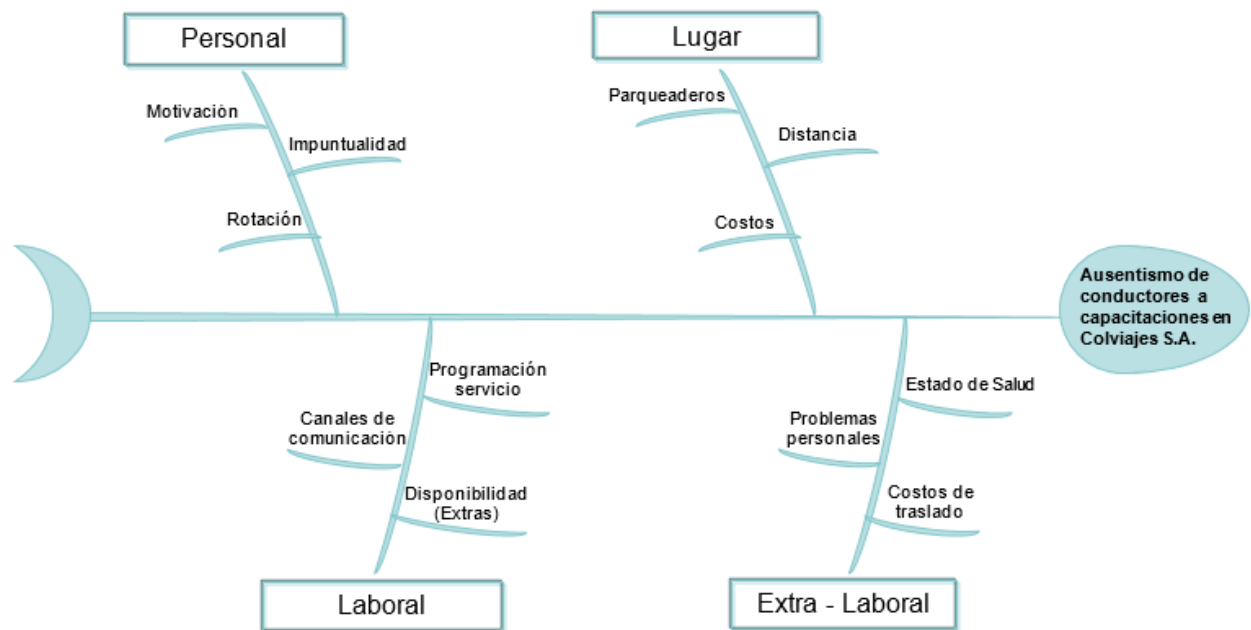 Personal
Lugar
Motivación
Impuntualidad
Rotación
Parqueaderos
Distancia
Costos
Ausentismo de
conductores a
capacitaciones en
Colviajes S.A.
Programación
servicio
Canales de
comunicación
Disponibilidad
(Extras)
Estado de Salud
Problemas
personales
Costos de
traslado
Laboral
Extra - Laboral